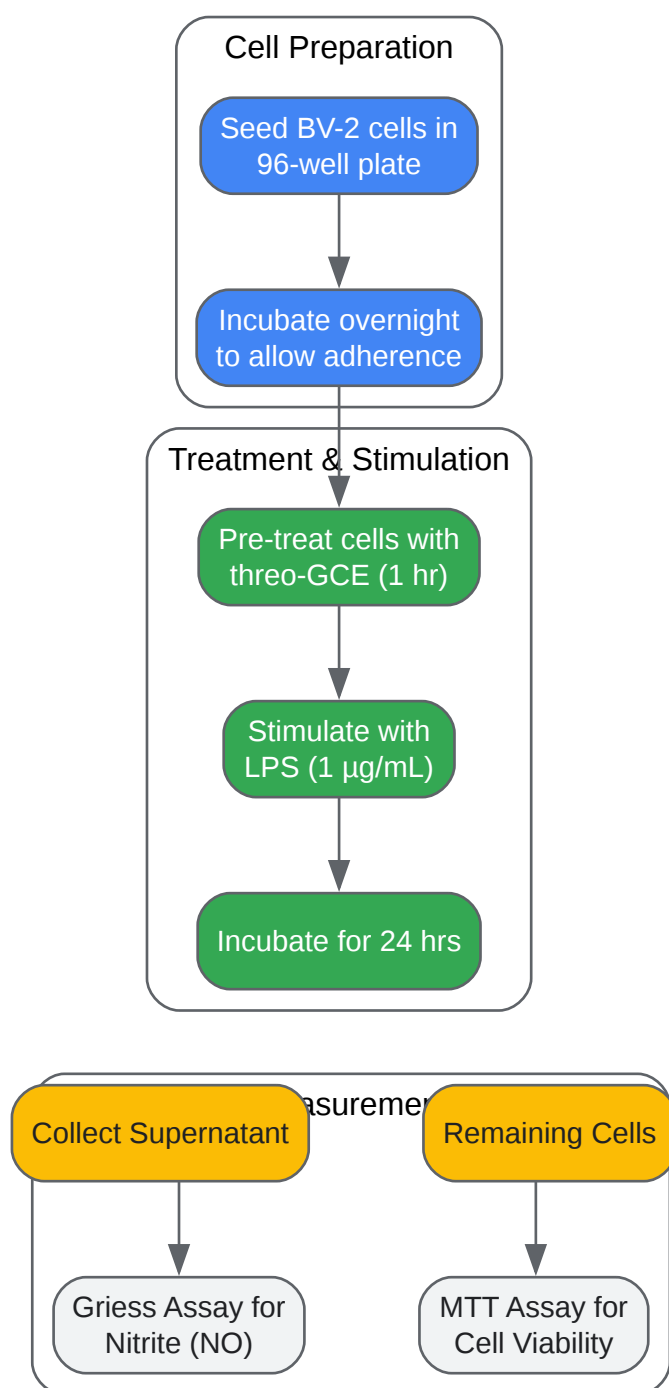 Cell Preparation
Seed BV-2 cells in
96-well plate
Incubate overnight
to allow adherence
Treatment & Stimulation
Pre-treat cells with
threo-GCE (1 hr)
Stimulate with
LPS (1 µg/mL)
Incubate for 24 hrs
Collect Supernatant
Remaining Cells
Griess Assay for
Nitrite (NO)
MTT Assay for
Cell Viability